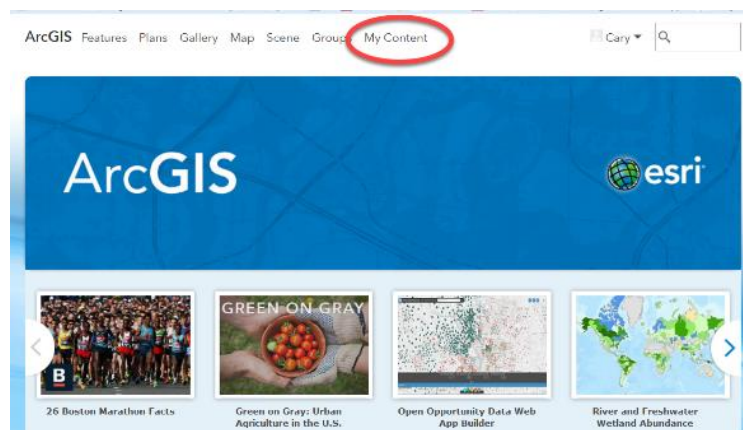 ArcGIS Features Plans Gallery Map Scene Groups My Content Cary
ArcGIS
esri
GREEN ON GRAY
B
26 Boston Marathon Facts
Green on Gray: Urban
Agriculture in the U.S.
Open Opportunity Data Web
App Builder
River and Freshwater
Wetland Abundance